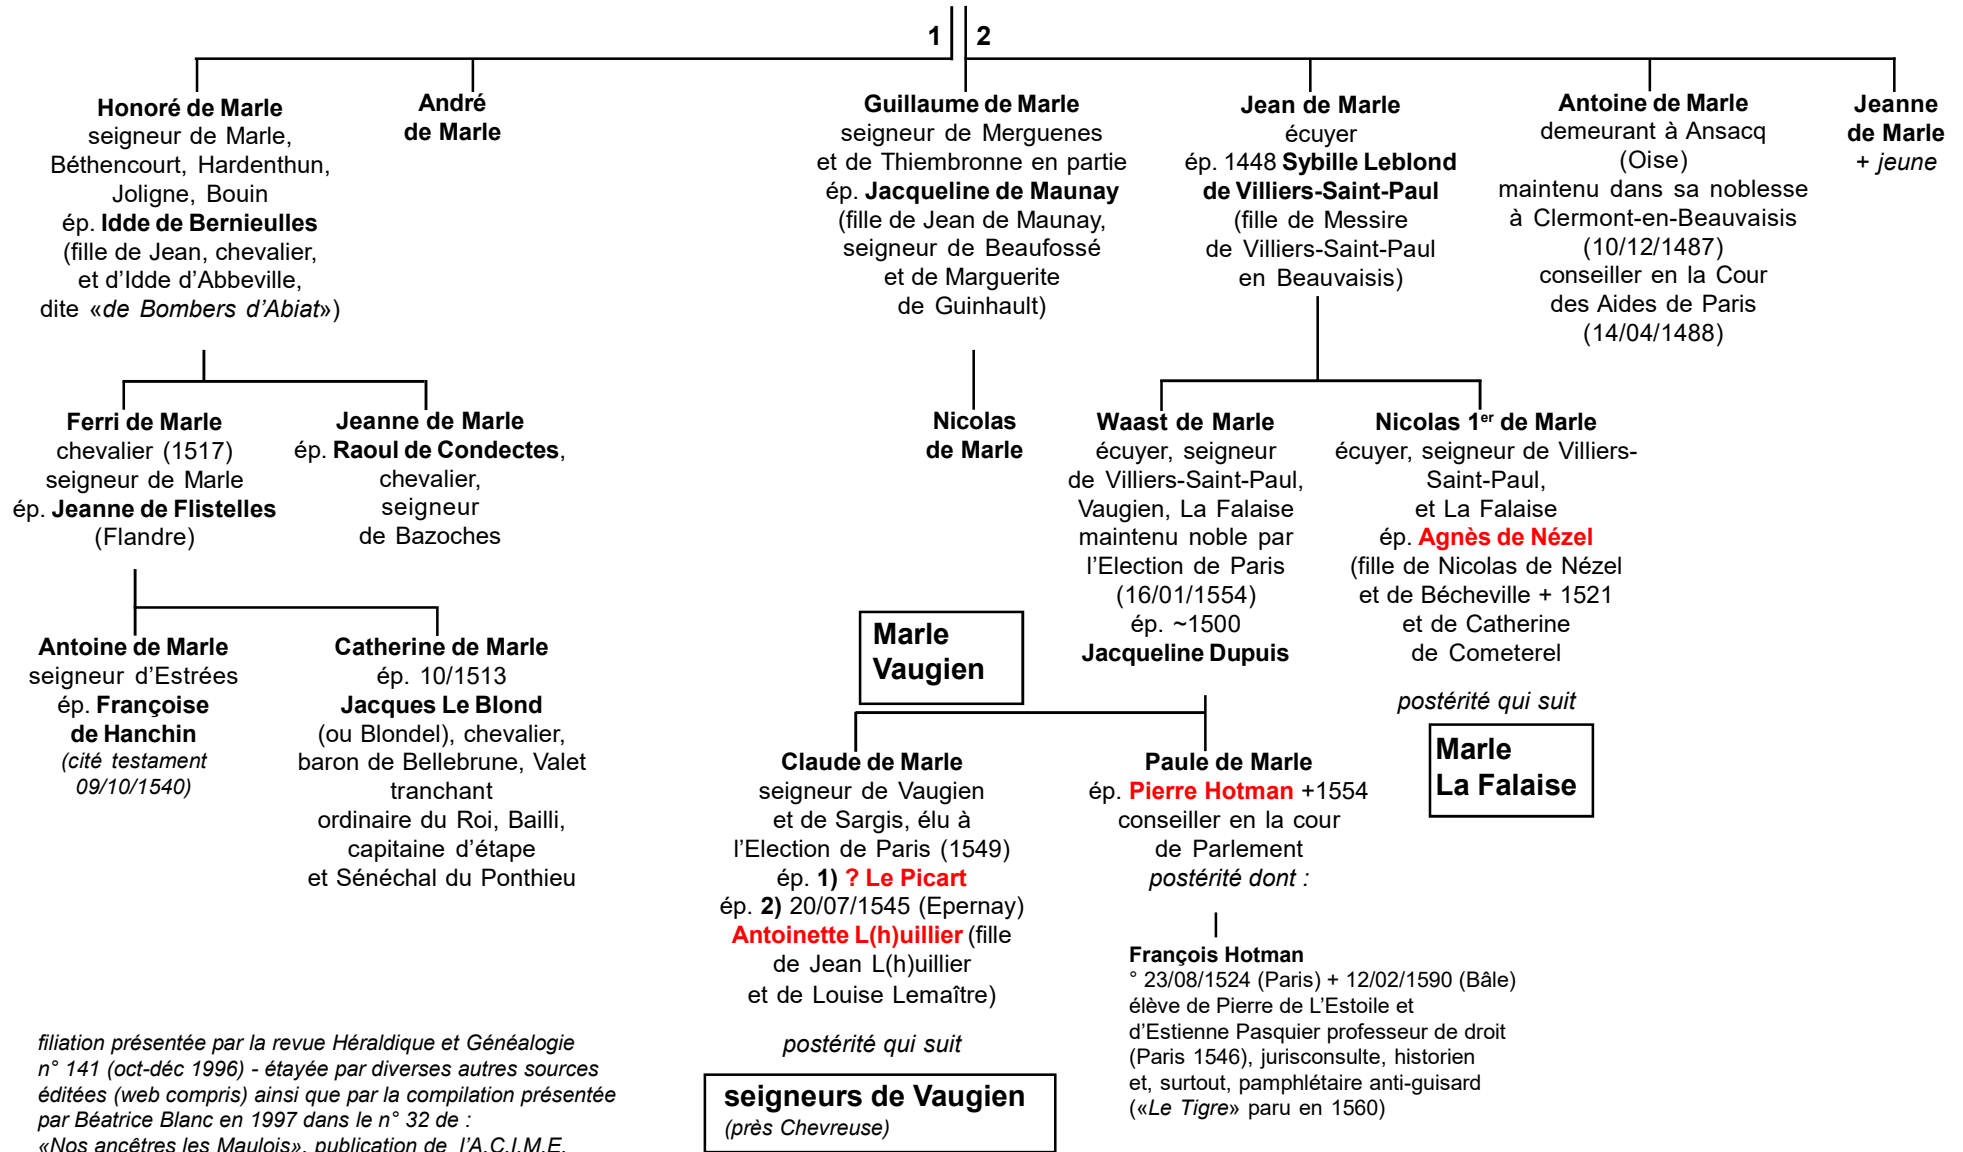 1 2
Honoré de Marle
seigneur de Marle,
Béthencourt, Hardenthun,
Joligne, Bouin
ép. Idde de Bernieulles
(fille de Jean, chevalier,
et d'Idde d'Abbeville,
dite «de Bombers d'Abiat»)
André
de Marle
Guillaume de Marle
seigneur de Merguenes
et de Thiembronne en partie
ép. Jacqueline de Maunay
(fille de Jean de Maunay,
seigneur de Beaufossé
et de Marguerite
de Guinhault)
Jean de Marle
écuyer
ép. 1448 Sybille Leblond
de Villiers-Saint-Paul
(fille de Messire
de Villiers-Saint-Paul
en Beauvaisis)
Antoine de Marle
demeurant à Ansacq
(Oise)
maintenu dans sa noblesse
à Clermont-en-Beauvaisis
(10/12/1487)
conseiller en la Cour
des Aides de Paris
(14/04/1488)
Jeanne
de Marle
+ jeune
Ferri de Marle
chevalier (1517)
seigneur de Marle
ép. Jeanne de Flistelles
(Flandre)
Jeanne de Marle
ép. Raoul de Condectes,
chevalier,
seigneur
de Bazoches
Nicolas
de Marle
Waast de Marle
écuyer, seigneur
de Villiers-Saint-Paul,
Vaugien, La Falaise
maintenu noble par
l'Election de Paris
(16/01/1554)
ép. ~1500
Jacqueline Dupuis
Nicolas 1er de Marle
écuyer, seigneur de Villiers-
Saint-Paul,
et La Falaise
ép. Agnès de Nézel
(fille de Nicolas de Nézel
et de Bécheville + 1521
et de Catherine
de Cometerel
postérité qui suit
Marle
La Falaise
Antoine de Marle
seigneur d'Estrées
ép. Françoise
de Hanchin
(cité testament
09/10/1540)
Catherine de Marle
ép. 10/1513
Jacques Le Blond
(ou Blondel), chevalier,
baron de Bellebrune, Valet
tranchant
ordinaire du Roi, Bailli,
capitaine d'étape
et Sénéchal du Ponthieu
Marle
Vaugien
Claude de Marle
seigneur de Vaugien
et de Sargis, élu à
l'Election de Paris (1549)
ép. 1) ? Le Picart
ép. 2) 20/07/1545 (Epernay)
Antoinette L(h)uillier (fille
de Jean L(h)uillier
et de Louise Lemaître)
postérité qui suit
seigneurs de Vaugien
(près Chevreuse)
Paule de Marle
ép. Pierre Hotman +1554
conseiller en la cour
de Parlement
postérité dont :
François Hotman
° 23/08/1524 (Paris) + 12/02/1590 (Bâle)
élève de Pierre de L'Estoile et
d'Estienne Pasquier professeur de droit
(Paris 1546), jurisconsulte, historien
et, surtout, pamphlétaire anti-guisard
(«Le Tigre» paru en 1560)
filiation présentée par la revue Héraldique et Généalogie
n° 141 (oct-déc 1996) - étayée par diverses autres sources
éditées (web compris) ainsi que par la compilation présentée
par Béatrice Blanc en 1997 dans le n° 32 de :
«Nos ancêtres les Maulois», publication de l'A.C.I.M.E.